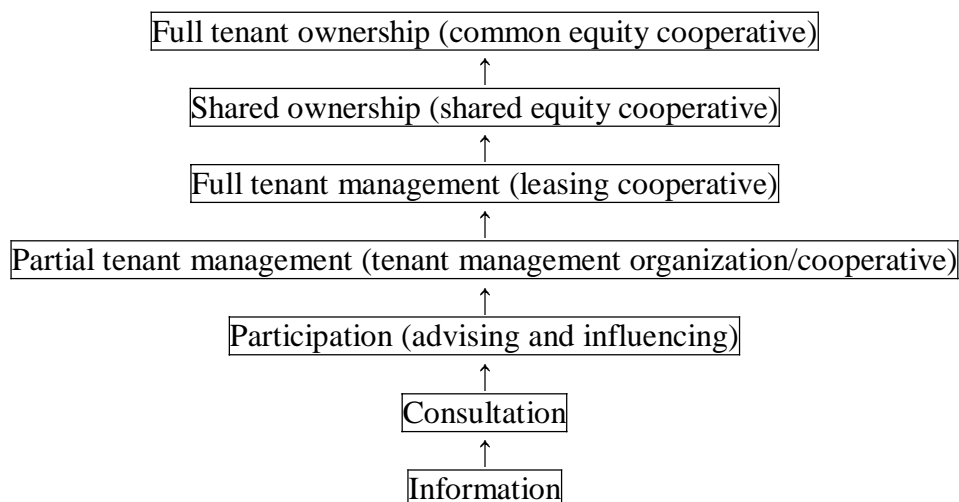 Full tenant ownership (common equity cooperative)
↑
Shared ownership (shared equity cooperative)
↑
Full tenant management (leasing cooperative)
↑
Partial tenant management (tenant management organization/cooperative)
↑
Participation (advising and influencing)
↑
Consultation
↑
Information